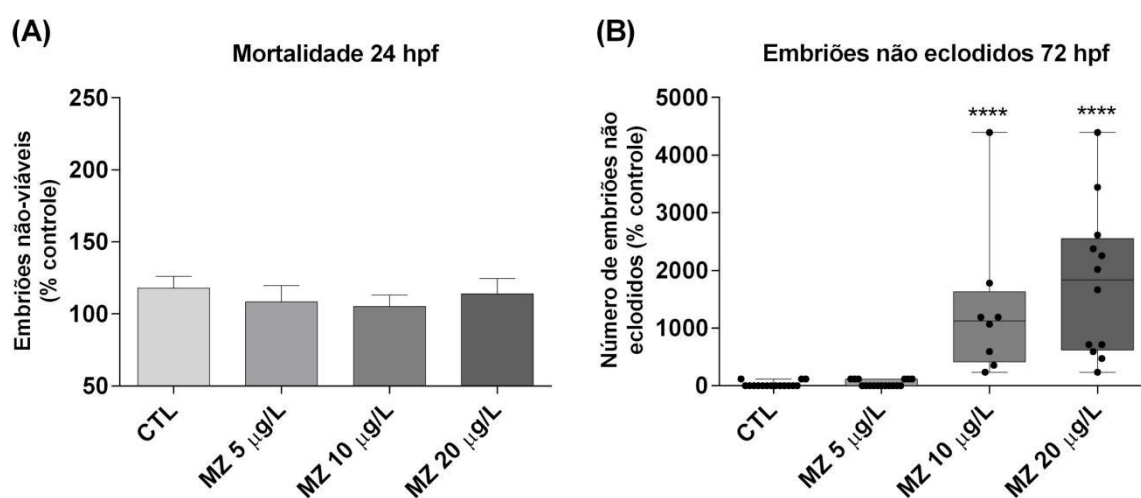 (A)
Mortalidade 24 hpf
Embriões não-viáveis
(% controle)
250
200
150
100
50
CTL
MZ 5 µg/L
MZ 10 µg/L
MZ 20 µg/L
(B)
Embriões não eclodidos 72 hpf
Número de embriões não
eclodidos (% controle)
5000
4000
3000
2000
1000
0
****
****
CTL
MZ 5 µg/L
MZ 10 µg/L
MZ 20 µg/L